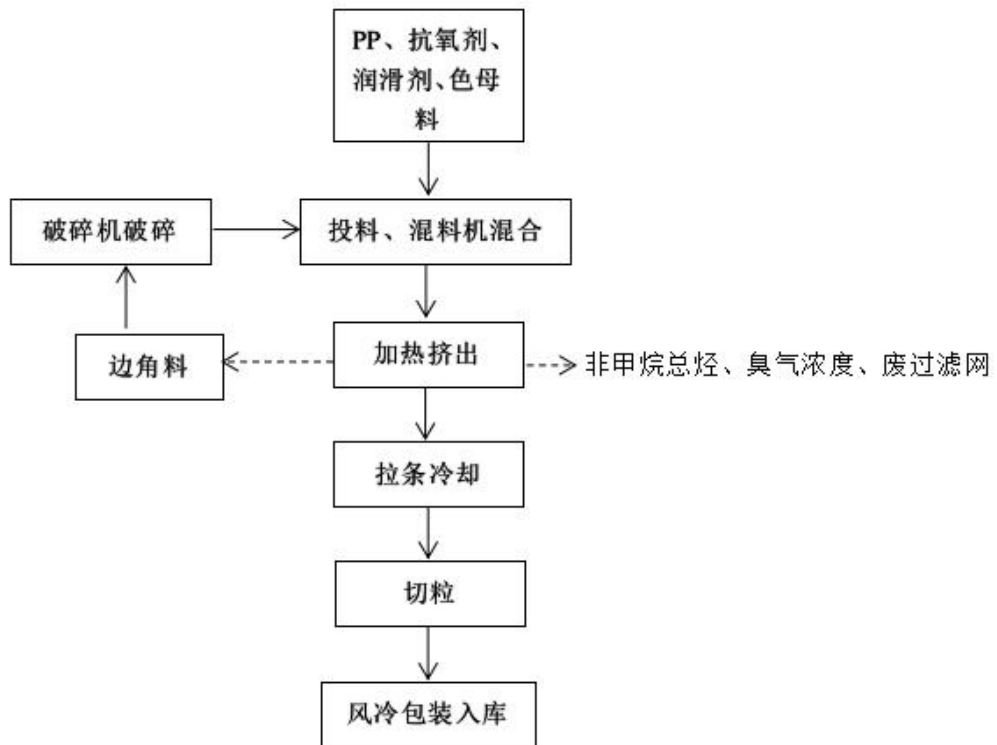 PP、抗氧剂、
润滑剂、色母
料
破碎机破碎
投料、混料机混合
边角料
加热挤出
非甲烷总烃、臭气浓度、废过滤网
拉条冷却
切粒
风冷包装入库